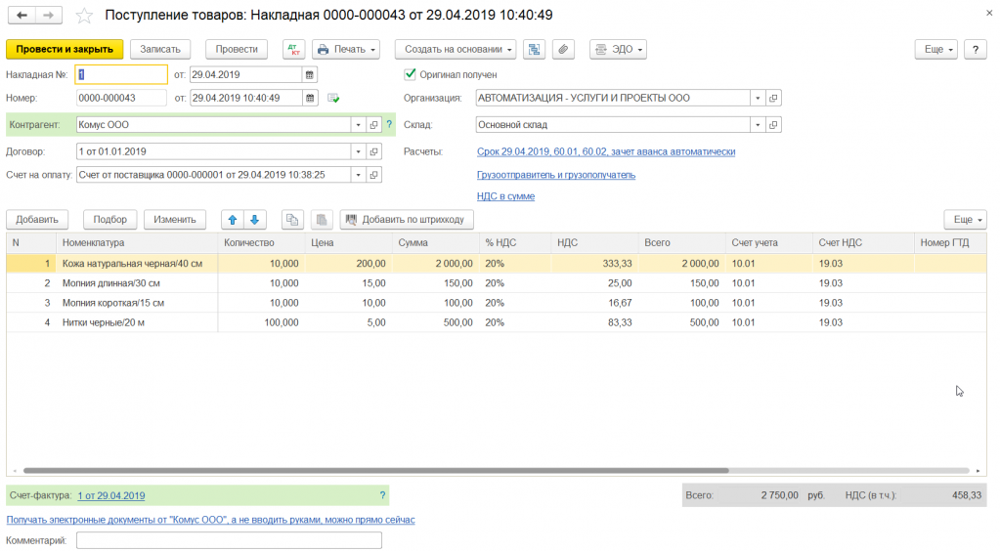 Поступление товаров: Накладная 0000-000043 от 29.04.2019 10:40:49
Провести и закрыть Записать Провести ДТ КТ Печать Создать на основании ЭДО Еще ?
Накладная №: 1 от: 29.04.2019 Оригинал получен
Номер: 0000-000043 от: 29.04.2019 10:40:49 Организация: АВТОМАТИЗАЦИЯ - УСЛУГИ И ПРОЕКТЫ ООО
Контрагент: Комус ООО ? Склад: Основной склад
Договор: 1 от 01.01.2019 Расчеты: Срок 29.04.2019, 60.01, 60.02, зачет аванса автоматически
Счет на оплату: Счет от поставщика 0000-000001 от 29.04.2019 10:38:25 Грузоотправитель и грузополучатель
НДС в сумме
Добавить Подбор Изменить Добавить по штрихкоду Еще
N Номенклатура Количество Цена Сумма % НДС НДС Всего Счет учета Счет НДС Номер ГТД
1 Кожа натуральная черная/40 см 10,000 200,00 2 000,00 20% 333,33 2 000,00 10.01 19.03
2 Молния длинная/30 см 10,000 15,00 150,00 20% 25,00 150,00 10.01 19.03
3 Молния короткая/15 см 10,000 10,00 100,00 20% 16,67 100,00 10.01 19.03
4 Нитки черные/20 м 100,000 5,00 500,00 20% 83,33 500,00 10.01 19.03
Счет-фактура: 1 от 29.04.2019 ? Всего: 2 750,00 руб. НДС (в т.ч.): 458,33
Получать электронные документы от "Комус ООО", а не вводить руками, можно прямо сейчас
Комментарий: